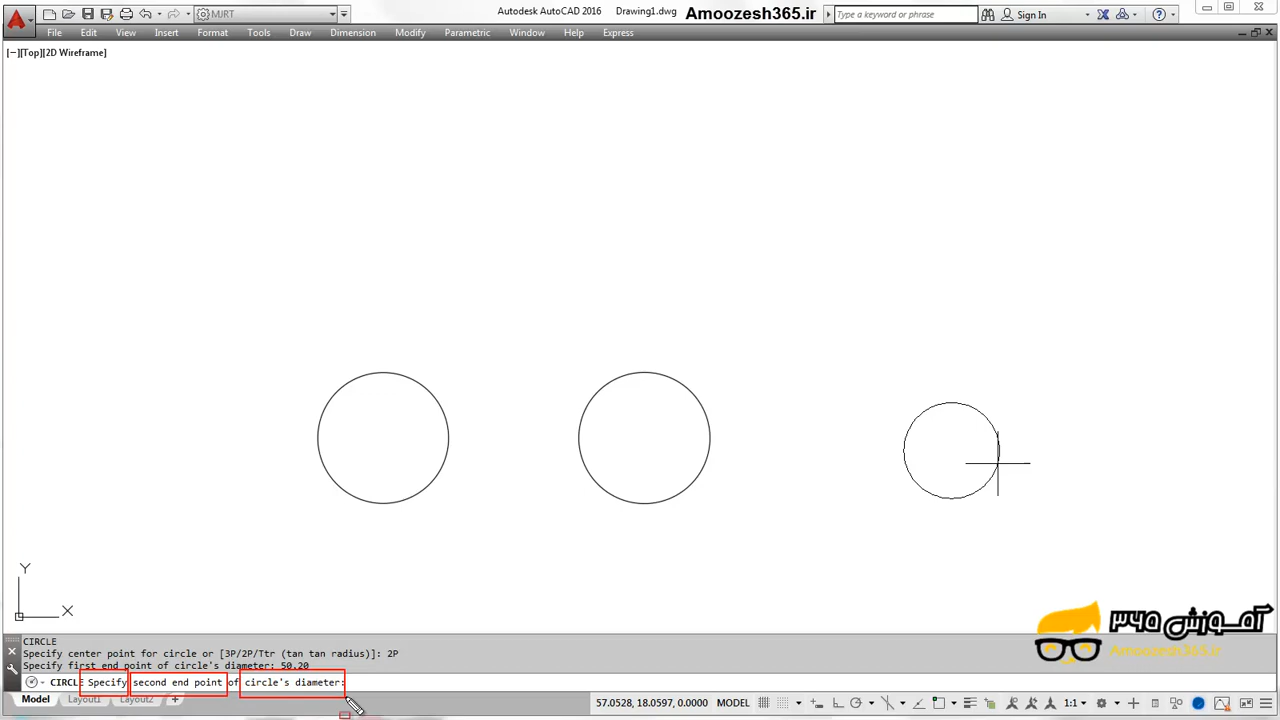 MJRT
Autodesk AutoCAD 2016 Drawing1.dwg
Amoozesh365.ir
Type a keyword or phrase
Sign In
File Edit View Insert Format Tools Draw Dimension Modify Parametric Window Help Express
[−][Top][2D Wireframe]
Y
X
آموزش ۳۶۵
Amoozesh365.ir
CIRCLE
Specify center point for circle or [3P/2P/Ttr (tan tan radius)]: 2P
Specify first end point of circle's diameter: 50.20
CIRCLE Specify second end point of circle's diameter:
Model Layout1 Layout2 +
57.0528, 18.0597, 0.0000 MODEL 1:1